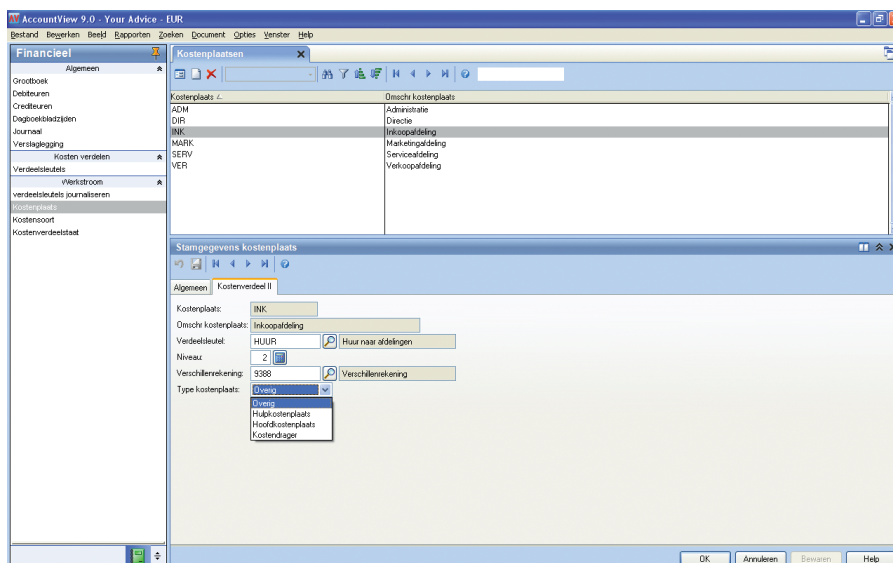 AccountView 9.0 - Your Advice - EUR
Bestand Bewerken Beeld Rapporten Zoeken Document Opties Venster Help
Financieel
Algemeen
Grootboek
Debiteuren
Crediteuren
Dagboekbladzijden
Journaal
Verslaglegging
Kosten verdelen
Verdeelsleutels
Werkstroom
verdeelsleutels journaliseren
Kostenplaats
Kostensoort
Kostenverdeelstaat
Kostenplaatsen
Kostenplaats Omschr kostenplaats
ADM Administratie
DIR Directie
INK Inkoopafdeling
MARK Marketingafdeling
SERV Serviceafdeling
VER Verkoopafdeling
Stamgegevens kostenplaats
Algemeen Kostenverdeel II
Kostenplaats: INK
Omschr kostenplaats: Inkoopafdeling
Verdeelsleutel: HUUR Huur naar afdelingen
Niveau: 2
Verschillenrekening: 9388 Verschillenrekening
Type kostenplaats: Overig
Overig
Hulpkostenplaats
Hoofdkostenplaats
Kostendrager
OK Annuleren Bewaren Help